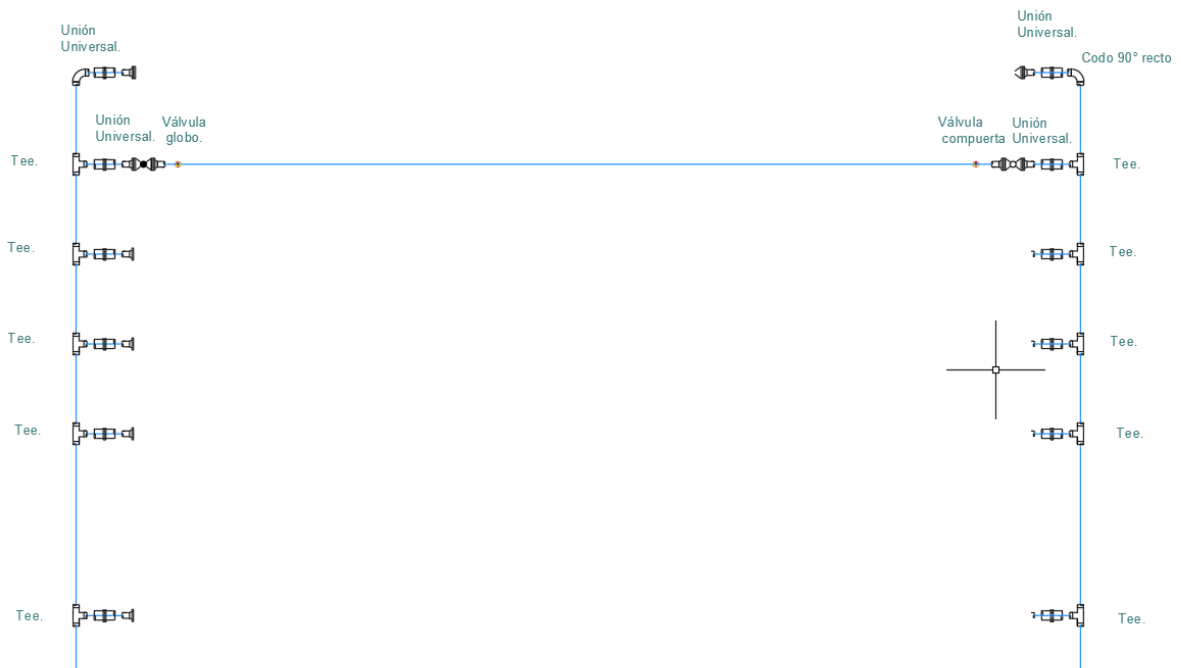 Unión
Universal.
Unión
Universal.
Codo 90° recto
Unión
Universal.
Válvula
globo.
Válvula
compuerta
Unión
Universal.
Tee.
Tee.
Tee.
Tee.
Tee.
Tee.
Tee.
Tee.
Tee.
Tee.